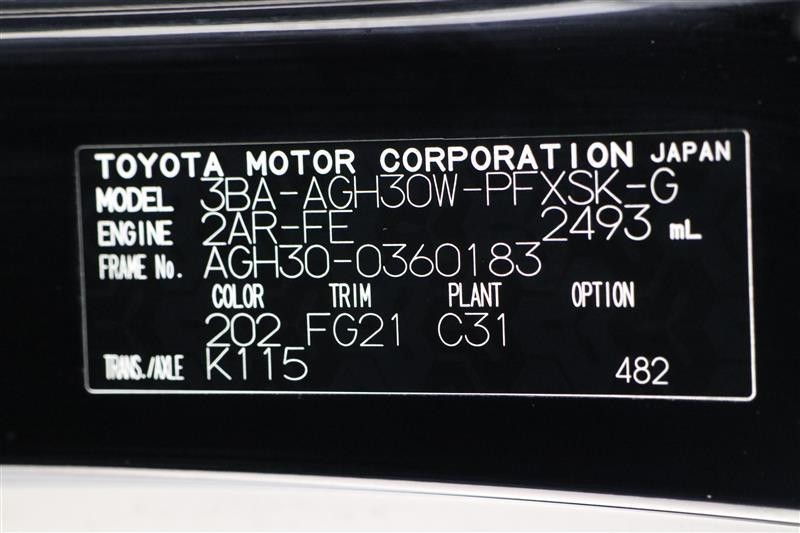 TOYOTA MOTOR CORPORATION JAPAN
MODEL 3BA-AGH30W-PFXSK-G
ENGINE 2AR-FE 2493 mL
FRAME No. AGH30-0360183
COLOR TRIM PLANT OPTION
202 FG21 C31
TRANS./AXLE K115 482